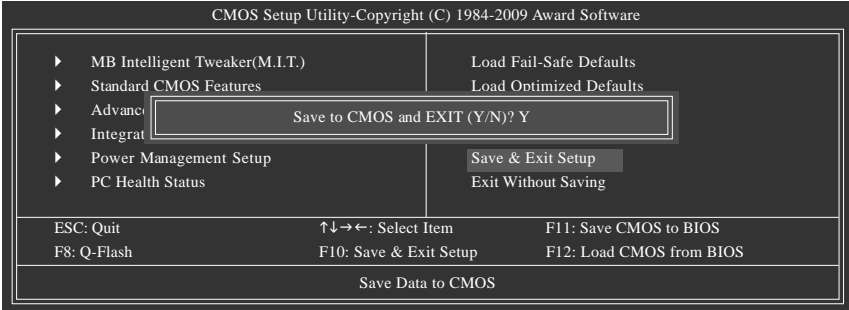 CMOS Setup Utility-Copyright (C) 1984-2009 Award Software
MB Intelligent Tweaker(M.I.T.)
Standard CMOS Features
Power Management Setup
PC Health Status
Load Fail-Safe Defaults
Load Optimized Defaults
Save to CMOS and EXIT (Y/N)? Y
Save & Exit Setup
Exit Without Saving
ESC: Quit
↑↓→←: Select Item
F11: Save CMOS to BIOS
F8: Q-Flash
F10: Save & Exit Setup
F12: Load CMOS from BIOS
Save Data to CMOS